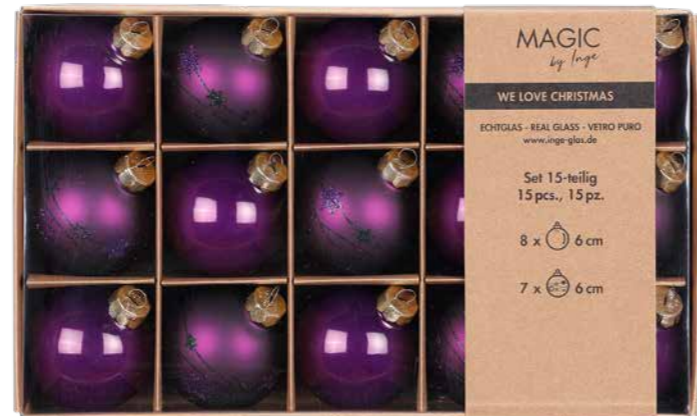 MAGIC
by Inge
WE LOVE CHRISTMAS
ECHTGLAS - REAL GLASS - VETRO PURO
www.inge-glas.de
Set 15-teilig
15 pcs., 15 pz.
8 x 6 cm
7 x 6 cm